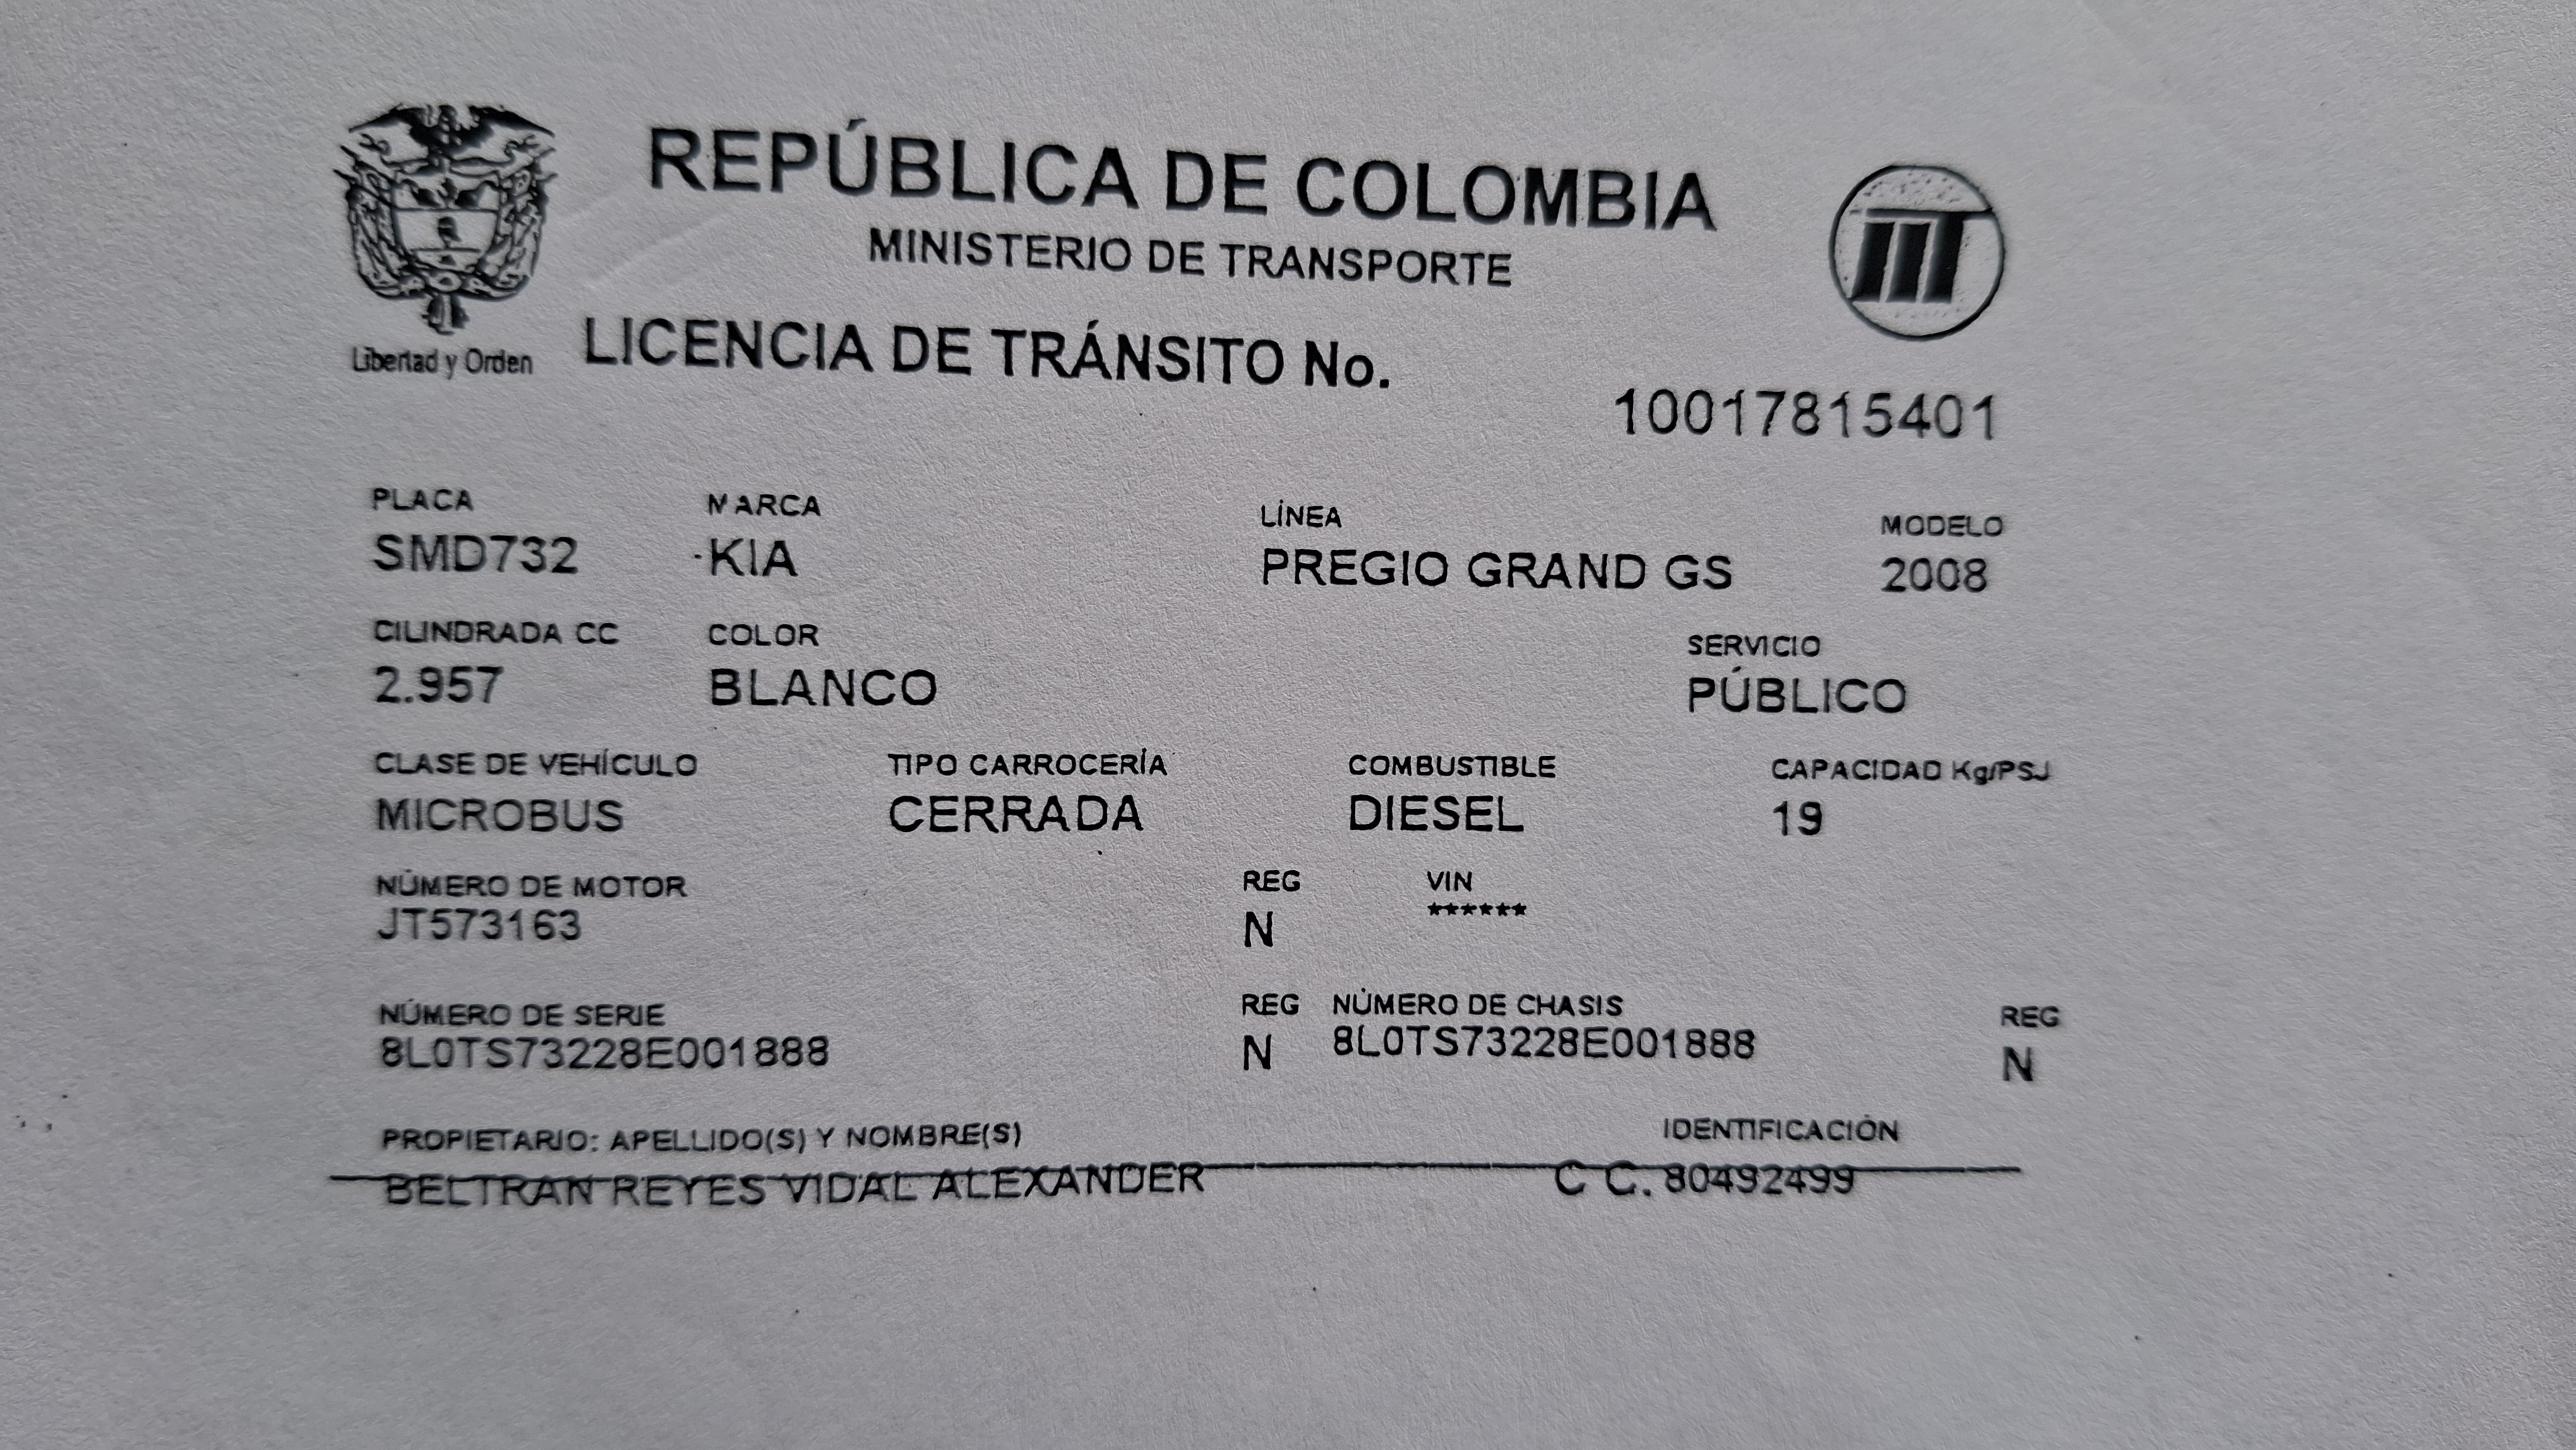 REPÚBLICA DE COLOMBIA
MINISTERIO DE TRANSPORTE
Libertad y Orden
LICENCIA DE TRÁNSITO No.
10017815401
PLACA MARCA LÍNEA MODELO
SMD732 KIA PREGIO GRAND GS 2008
CILINDRADA CC COLOR SERVICIO
2.957 BLANCO PÚBLICO
CLASE DE VEHÍCULO TIPO CARROCERÍA COMBUSTIBLE CAPACIDAD Kg/PSJ
MICROBUS CERRADA DIESEL 19
NÚMERO DE MOTOR REG VIN
JT573163 N ******
NÚMERO DE SERIE REG NÚMERO DE CHASIS REG
8L0TS73228E001888 N 8L0TS73228E001888 N
PROPIETARIO: APELLIDO(S) Y NOMBRE(S) IDENTIFICACIÓN
BELTRAN REYES VIDAL ALEXANDER C C. 80492499